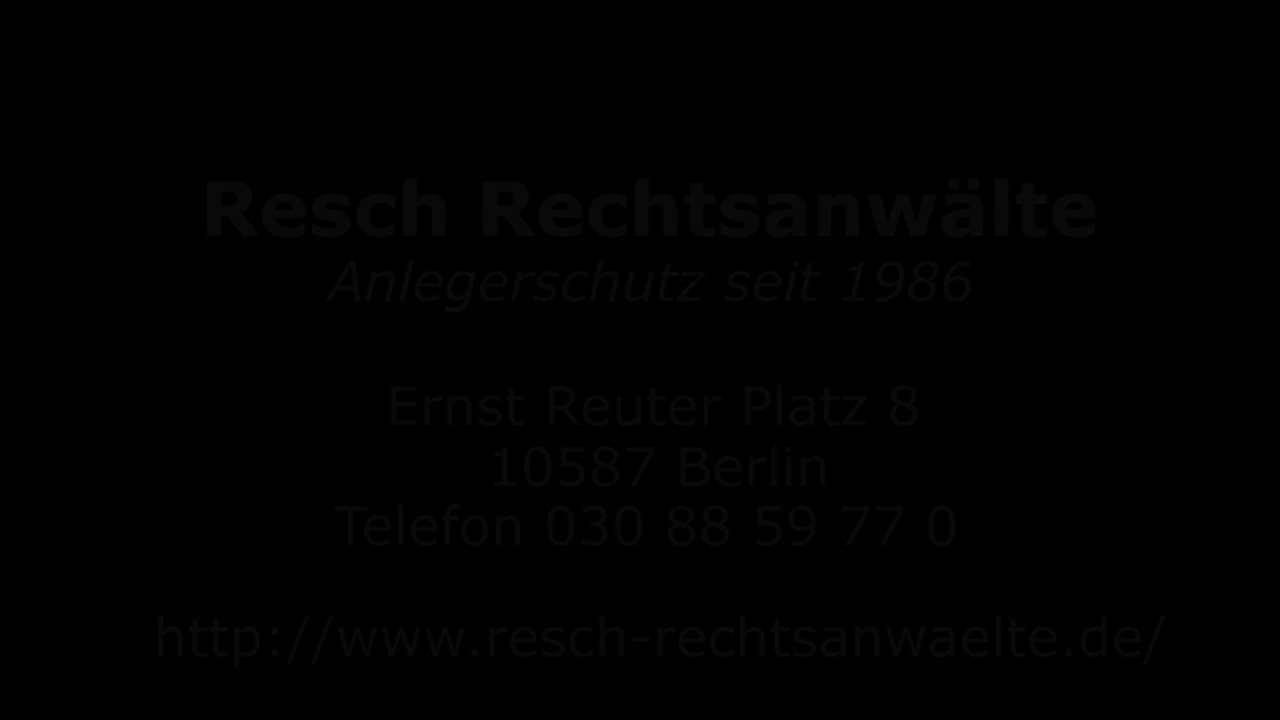 Resch Rechtsanwälte
Anlegerschutz seit 1986
Ernst Reuter Platz 8
10587 Berlin
Telefon 030 88 59 77 0
http://www.resch-rechtsanwaelte.de/